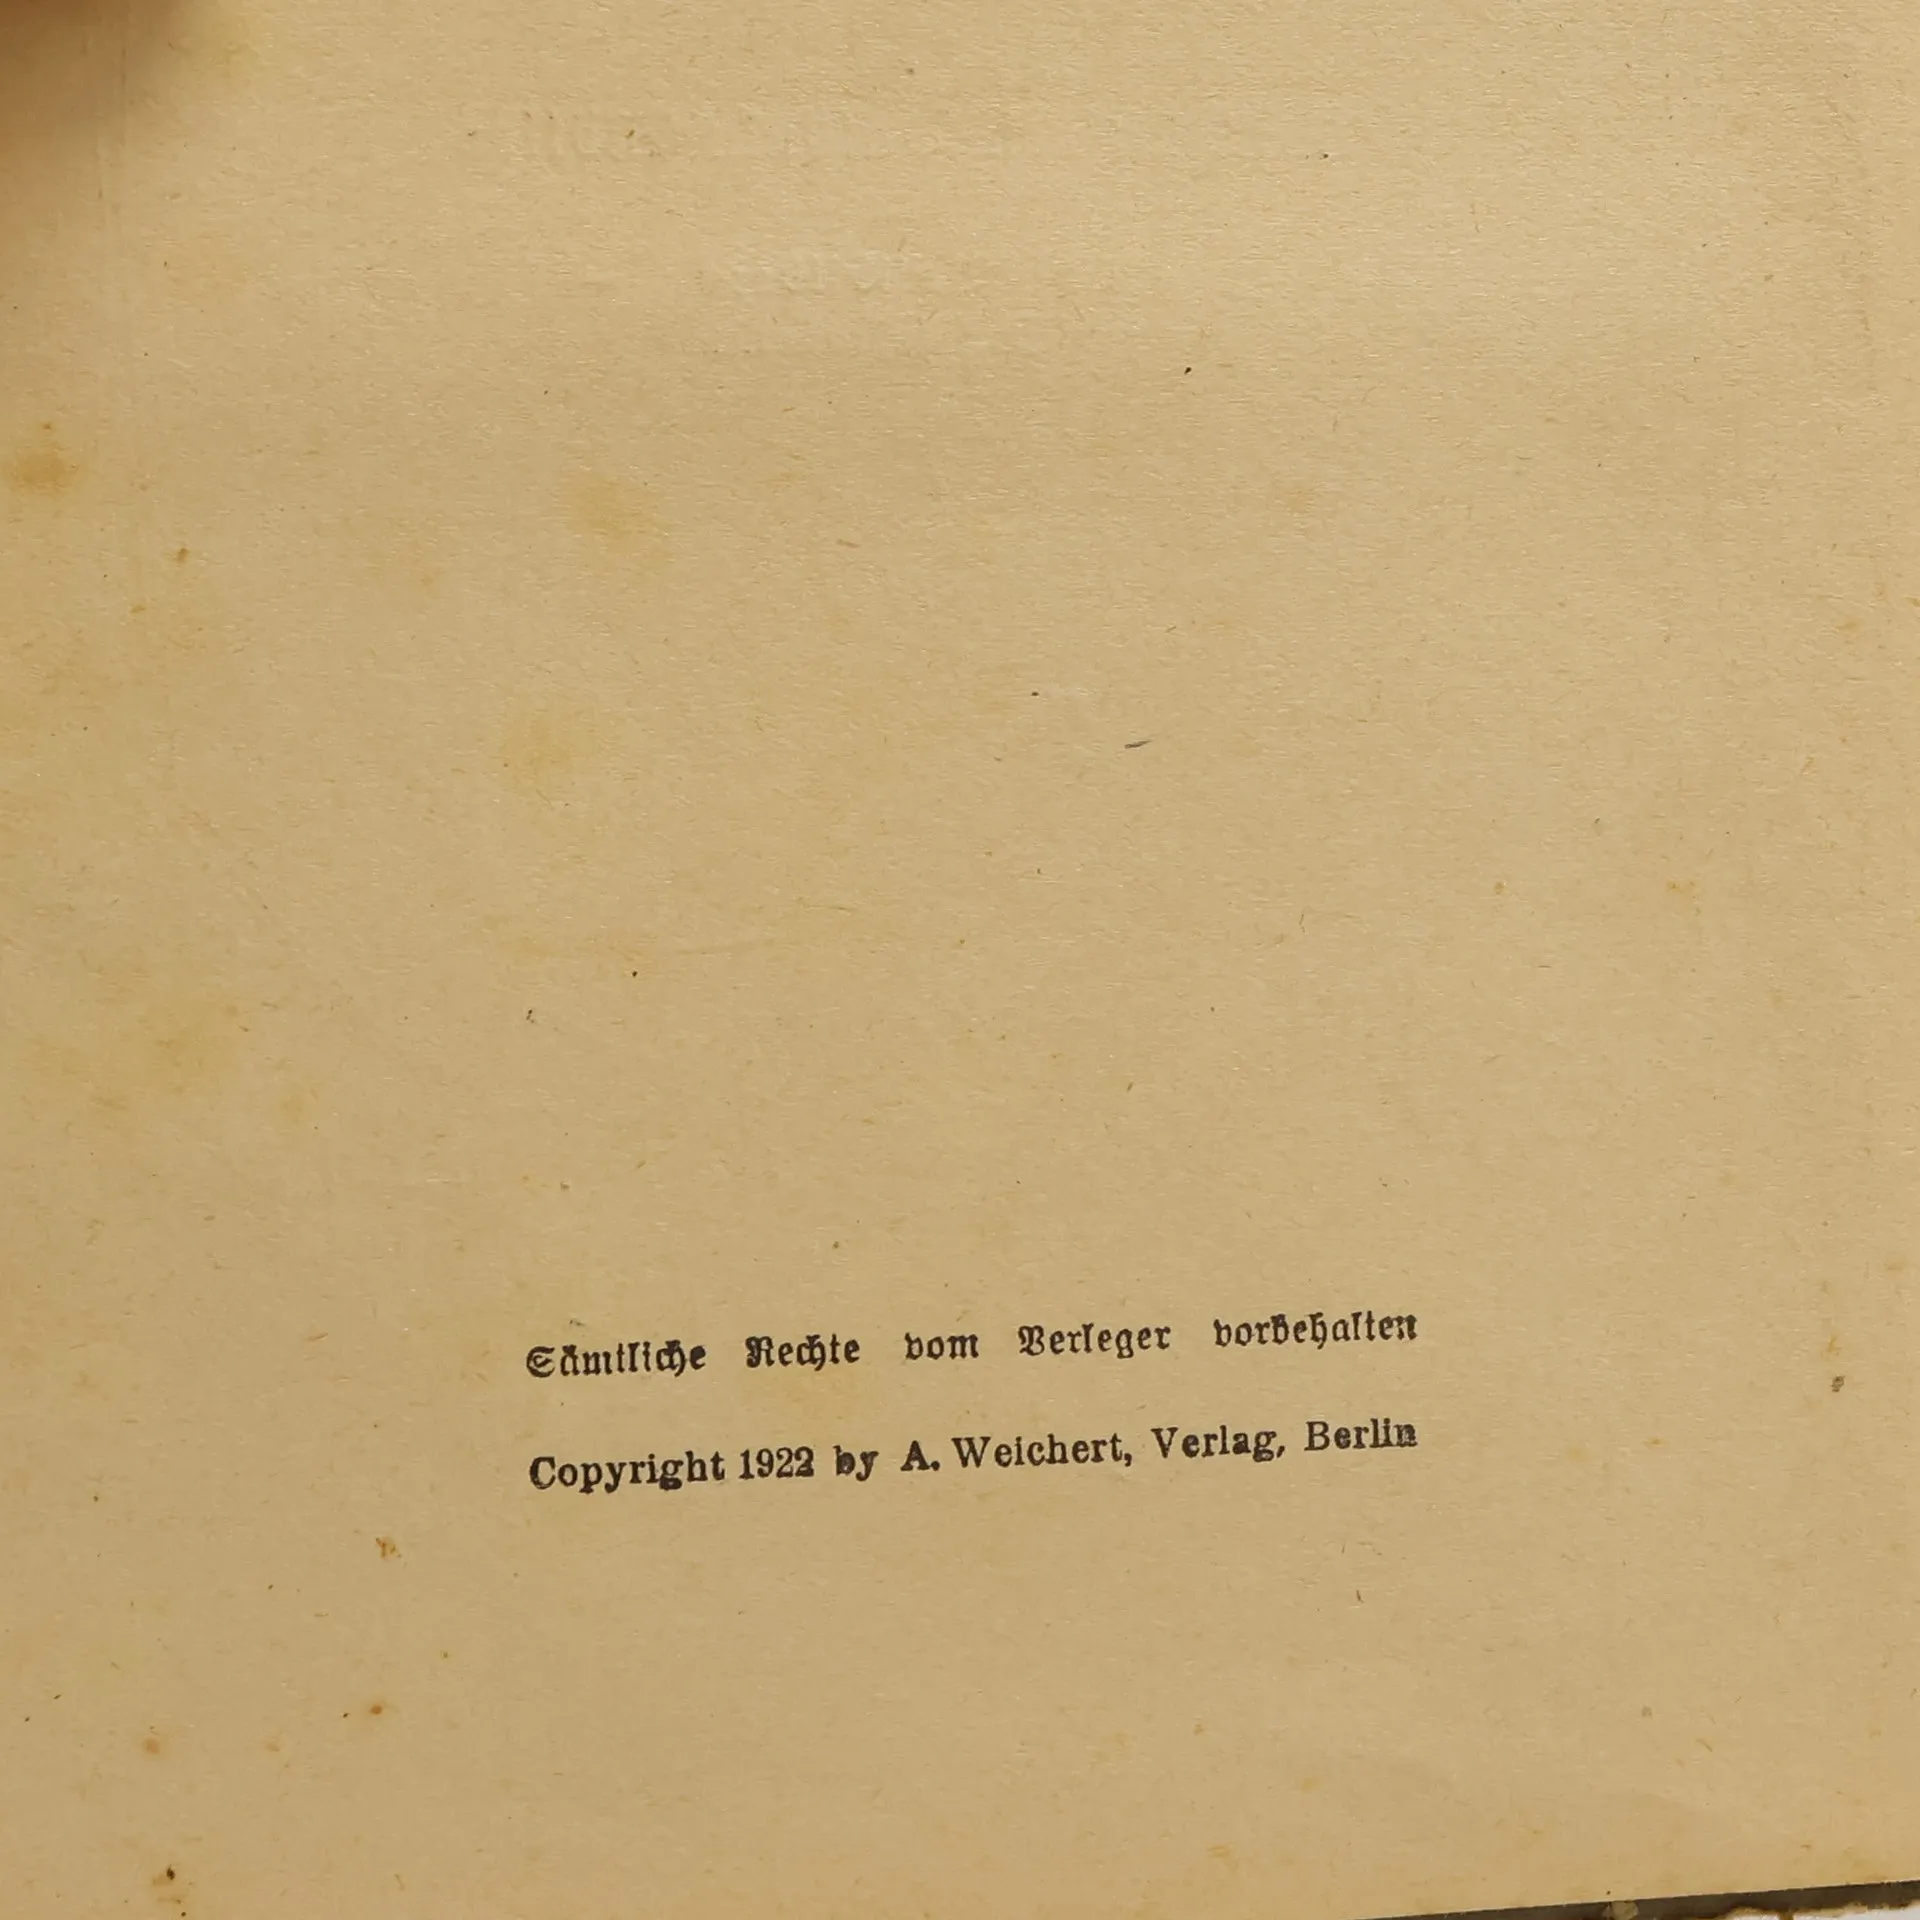 Sämtliche Rechte vom Verleger vorbehalten
Copyright 1922 by A. Weichert, Verlag, Berlin